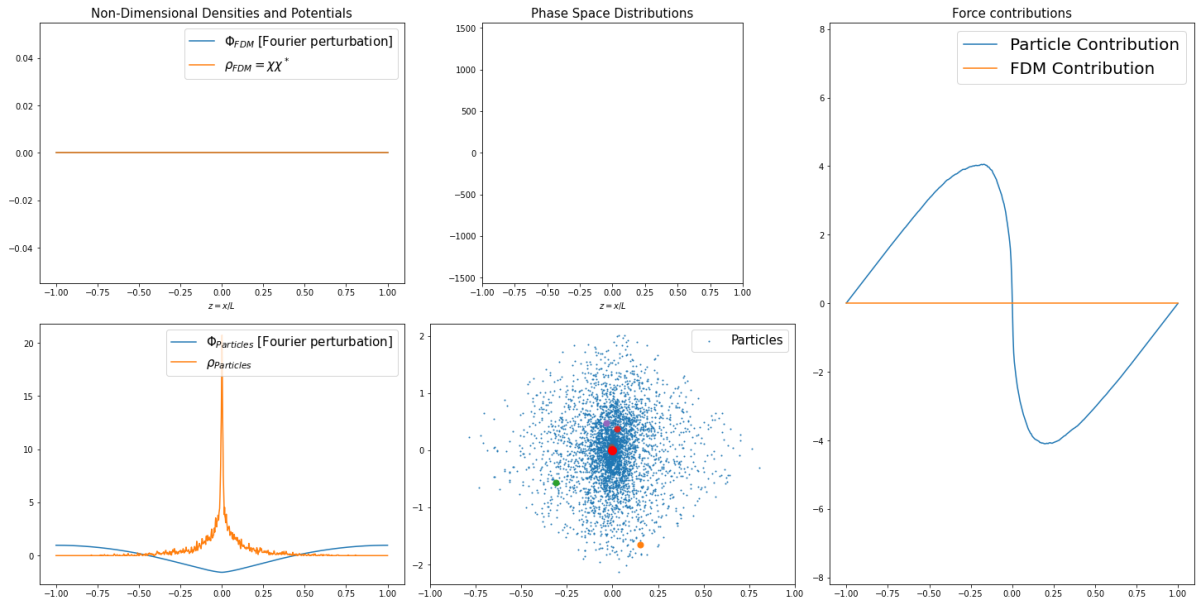 Non-Dimensional Densities and Potentials
Φ_FDM [Fourier perturbation]
ρ_FDM = χχ*
0.04
0.02
0.00
−0.02
−0.04
−1.00 −0.75 −0.50 −0.25 0.00 0.25 0.50 0.75 1.00
z = x/L
Phase Space Distributions
1500
1000
500
0
−500
−1000
−1500
−1.00 −0.75 −0.50 −0.25 0.00 0.25 0.50 0.75 1.00
z = x/L
Force contributions
Particle Contribution
FDM Contribution
8
6
4
2
0
−2
−4
−6
−8
−1.00 −0.75 −0.50 −0.25 0.00 0.25 0.50 0.75 1.00
Φ_Particles [Fourier perturbation]
ρ_Particles
20
15
10
5
0
−1.00 −0.75 −0.50 −0.25 0.00 0.25 0.50 0.75 1.00
Particles
2
1
0
−1
−2
−1.00 −0.75 −0.50 −0.25 0.00 0.25 0.50 0.75 1.00